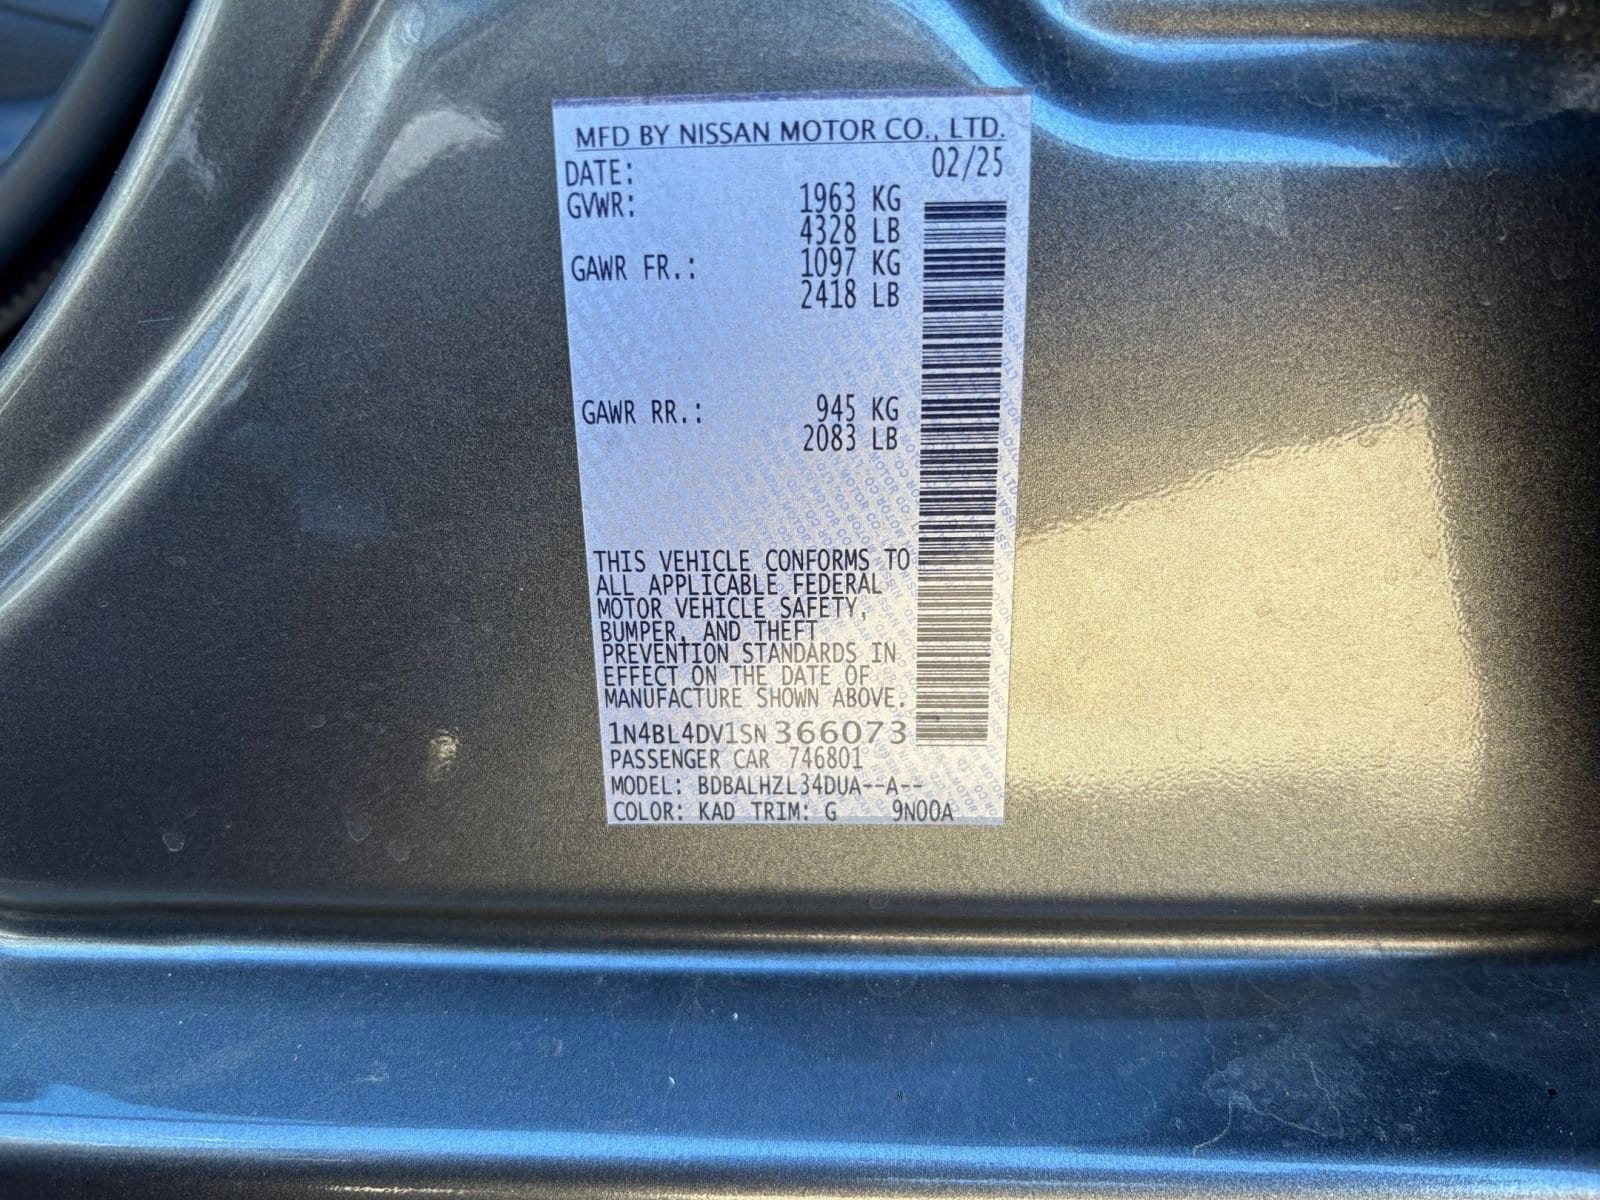 MFD BY NISSAN MOTOR CO., LTD.
DATE: 02/25
GVWR: 1963 KG
4328 LB
GAWR FR.: 1097 KG
2418 LB
GAWR RR.: 945 KG
2083 LB
THIS VEHICLE CONFORMS TO
ALL APPLICABLE FEDERAL
MOTOR VEHICLE SAFETY,
BUMPER, AND THEFT
PREVENTION STANDARDS IN
EFFECT ON THE DATE OF
MANUFACTURE SHOWN ABOVE.
1N4BL4DV1SN366073
PASSENGER CAR 746801
MODEL: BDBALHZL34DUA--A--
COLOR: KAD TRIM: G 9N00A